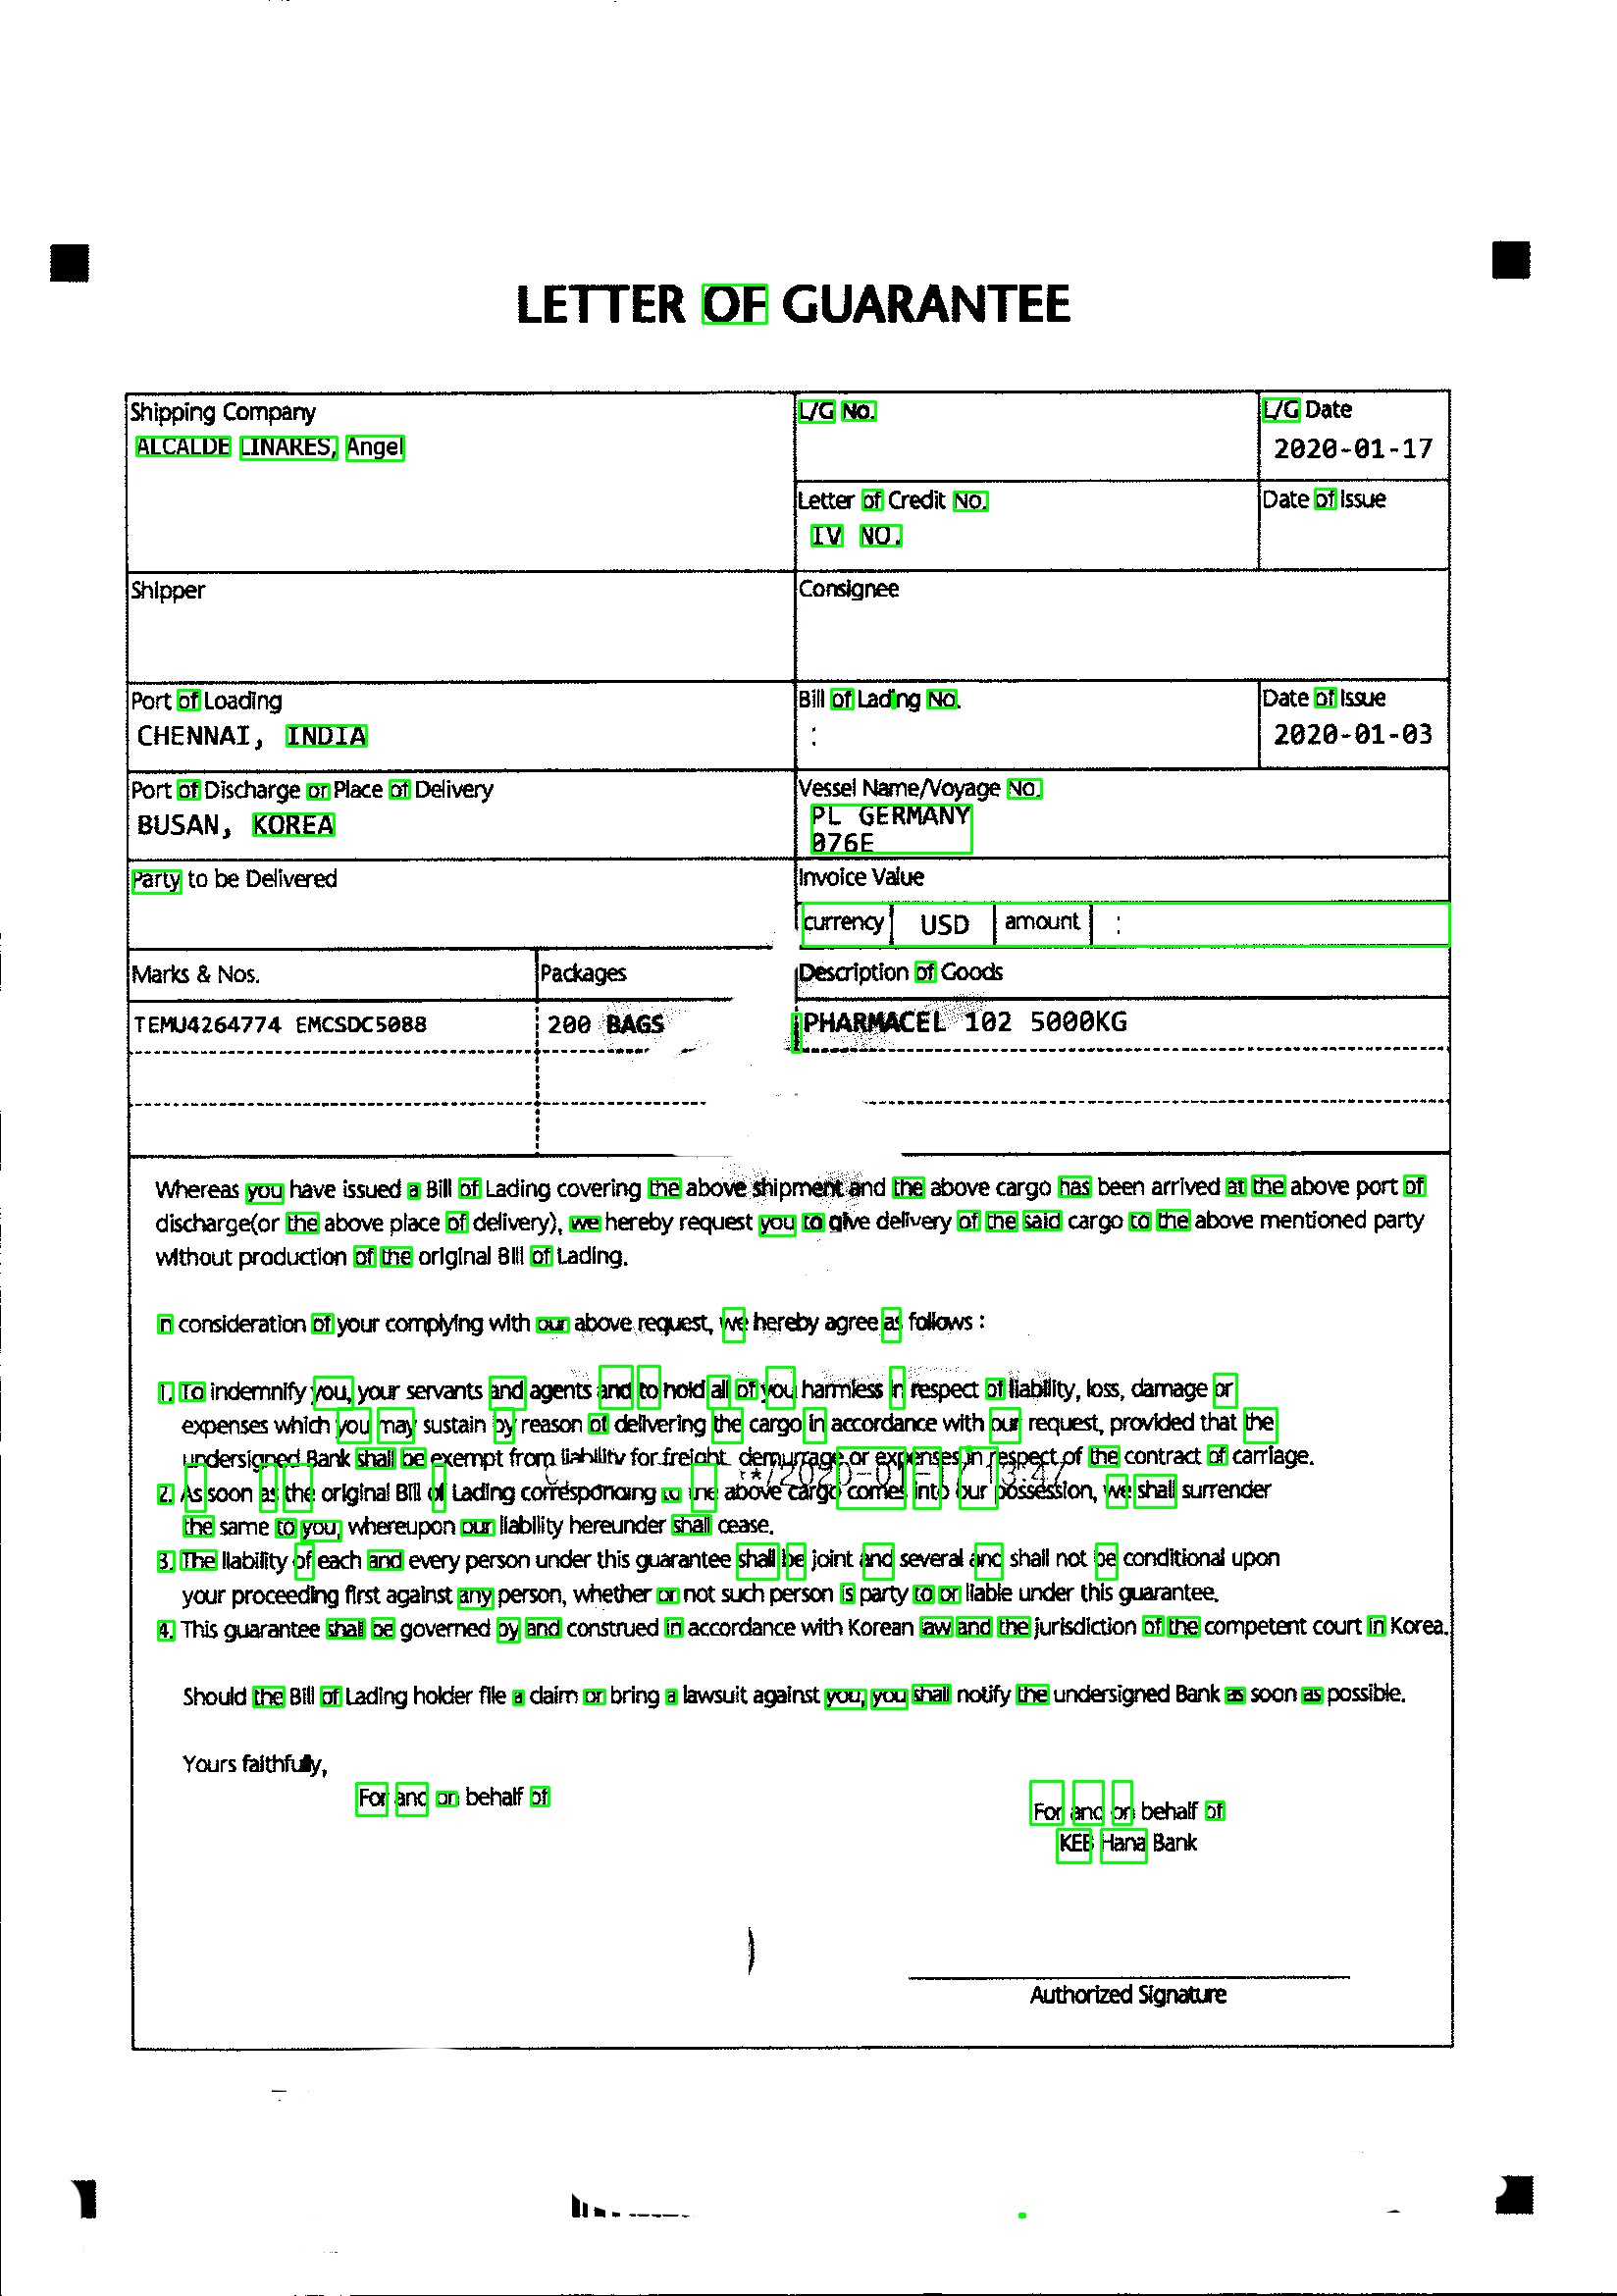 LETTER OF GUARANTEE
Shipping Company
ALCALDE LINARES, Angel
L/G No.
L/G Date
2020-01-17
Letter of Credit No.
IV NO.
Date of Issue
Shipper
Consignee
Port of Loading
CHENNAI, INDIA
Bill of Lading No.
:
Date of Issue
2020-01-03
Port of Discharge or Place of Delivery
BUSAN, KOREA
Vessel Name/Voyage No.
PL GERMANY
076E
Party to be Delivered
Invoice Value
currency USD amount :
Marks & Nos. Packages Description of Goods
TEMU4264774 EMCSDC5088 200 BAGS PHARMACEL 102 5000KG
Whereas you have issued a Bill of Lading covering the above shipment and the above cargo has been arrived at the above port of
discharge(or the above place of delivery), we hereby request you to give delivery of the said cargo to the above mentioned party
without production of the original Bill of Lading.
n consideration of your complying with our above request, we hereby agree as follows :
1. To indemnify you, your servants and agents and to hold all of you harmless in respect of liability, loss, damage or
expenses which you may sustain by reason of delivering the cargo in accordance with our request, provided that the
undersigned Bank shall be exempt from liability for freight, demurrage or expenses in respect of the contract of carriage.
2. As soon as the original Bill of Lading corresponding to the above cargo comes into our possession, we shall surrender
the same to you, whereupon our liability hereunder shall cease.
3. The liability of each and every person under this guarantee shall be joint and several and shall not be conditional upon
your proceeding first against any person, whether or not such person is party to or liable under this guarantee.
4. This guarantee shall be governed by and construed in accordance with Korean law and the jurisdiction of the competent court in Korea.
Should the Bill of Lading holder file a claim or bring a lawsuit against you, you shall notify the undersigned Bank as soon as possible.
Yours faithfully,
For and on behalf of
For and on behalf of
KEB Hana Bank
Authorized Signature